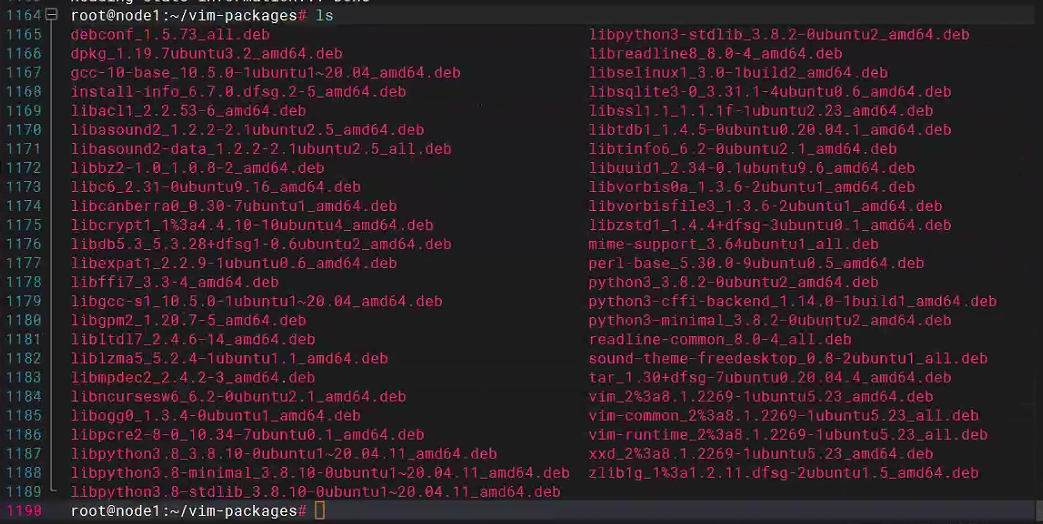 1164 root@node1:~/vim-packages# ls
1165 debconf_1.5.73_all.deb libpython3-stdlib_3.8.2-0ubuntu2_amd64.deb
1166 dpkg_1.19.7ubuntu3.2_amd64.deb libreadline8_8.0-4_amd64.deb
1167 gcc-10-base_10.5.0-1ubuntu1~20.04_amd64.deb libselinux1_3.0-1build2_amd64.deb
1168 install-info_6.7.0.dfsg.2-5_amd64.deb libsqlite3-0_3.31.1-4ubuntu0.6_amd64.deb
1169 libacl1_2.2.53-6_amd64.deb libssl1.1_1.1.1f-1ubuntu2.23_amd64.deb
1170 libasound2_1.2.2-2.1ubuntu2.5_amd64.deb libtdb1_1.4.5-0ubuntu0.20.04.1_amd64.deb
1171 libasound2-data_1.2.2-2.1ubuntu2.5_all.deb libtinfo6_6.2-0ubuntu2.1_amd64.deb
1172 libbz2-1.0_1.0.8-2_amd64.deb libuuid1_2.34-0.1ubuntu9.6_amd64.deb
1173 libc6_2.31-0ubuntu9.16_amd64.deb libvorbis0a_1.3.6-2ubuntu1_amd64.deb
1174 libcanberra0_0.30-7ubuntu1_amd64.deb libvorbisfile3_1.3.6-2ubuntu1_amd64.deb
1175 libcrypt1_1%3a4.4.10-10ubuntu4_amd64.deb libzstd1_1.4.4+dfsg-3ubuntu0.1_amd64.deb
1176 libdb5.3_5.3.28+dfsg1-0.6ubuntu2_amd64.deb mime-support_3.64ubuntu1_all.deb
1177 libexpat1_2.2.9-1ubuntu0.6_amd64.deb perl-base_5.30.0-9ubuntu0.5_amd64.deb
1178 libffi7_3.3-4_amd64.deb python3_3.8.2-0ubuntu2_amd64.deb
1179 libgcc-s1_10.5.0-1ubuntu1~20.04_amd64.deb python3-cffi-backend_1.14.0-1build1_amd64.deb
1180 libgpm2_1.20.7-5_amd64.deb python3-minimal_3.8.2-0ubuntu2_amd64.deb
1181 libltdl7_2.4.6-14_amd64.deb readline-common_8.0-4_all.deb
1182 liblzma5_5.2.4-1ubuntu1.1_amd64.deb sound-theme-freedesktop_0.8-2ubuntu1_all.deb
1183 libmpdec2_2.4.2-3_amd64.deb tar_1.30+dfsg-7ubuntu0.20.04.4_amd64.deb
1184 libncursesw6_6.2-0ubuntu2.1_amd64.deb vim_2%3a8.1.2269-1ubuntu5.23_amd64.deb
1185 libogg0_1.3.4-0ubuntu1_amd64.deb vim-common_2%3a8.1.2269-1ubuntu5.23_all.deb
1186 libpcre2-8-0_10.34-7ubuntu0.1_amd64.deb vim-runtime_2%3a8.1.2269-1ubuntu5.23_all.deb
1187 libpython3.8_3.8.10-0ubuntu1~20.04.11_amd64.deb xxd_2%3a8.1.2269-1ubuntu5.23_amd64.deb
1188 libpython3.8-minimal_3.8.10-0ubuntu1~20.04.11_amd64.deb zlib1g_1%3a1.2.11.dfsg-2ubuntu1.5_amd64.deb
1189 libpython3.8-stdlib_3.8.10-0ubuntu1~20.04.11_amd64.deb
1190 root@node1:~/vim-packages#